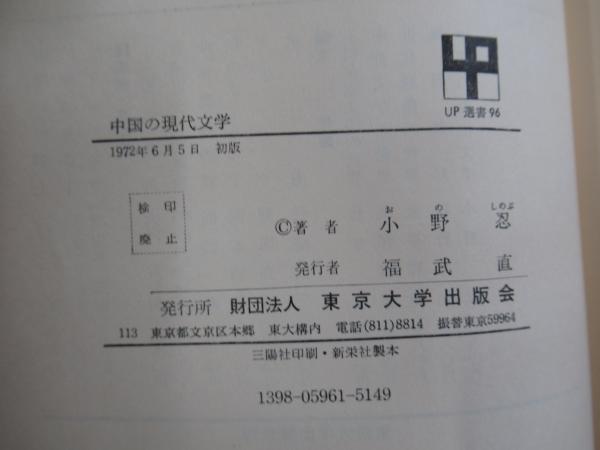 UP
UP 選書 96
中国の現代文学
1972年6月5日 初版
検 印
廃 止
お の しのぶ
©著 者 小 野 忍
発行者 福 武 直
発行所 財団法人 東京大学出版会
113 東京都文京区本郷 東大構内 電話(811)8814 振替東京59964
三陽社印刷・新栄社製本
1398-05961-5149